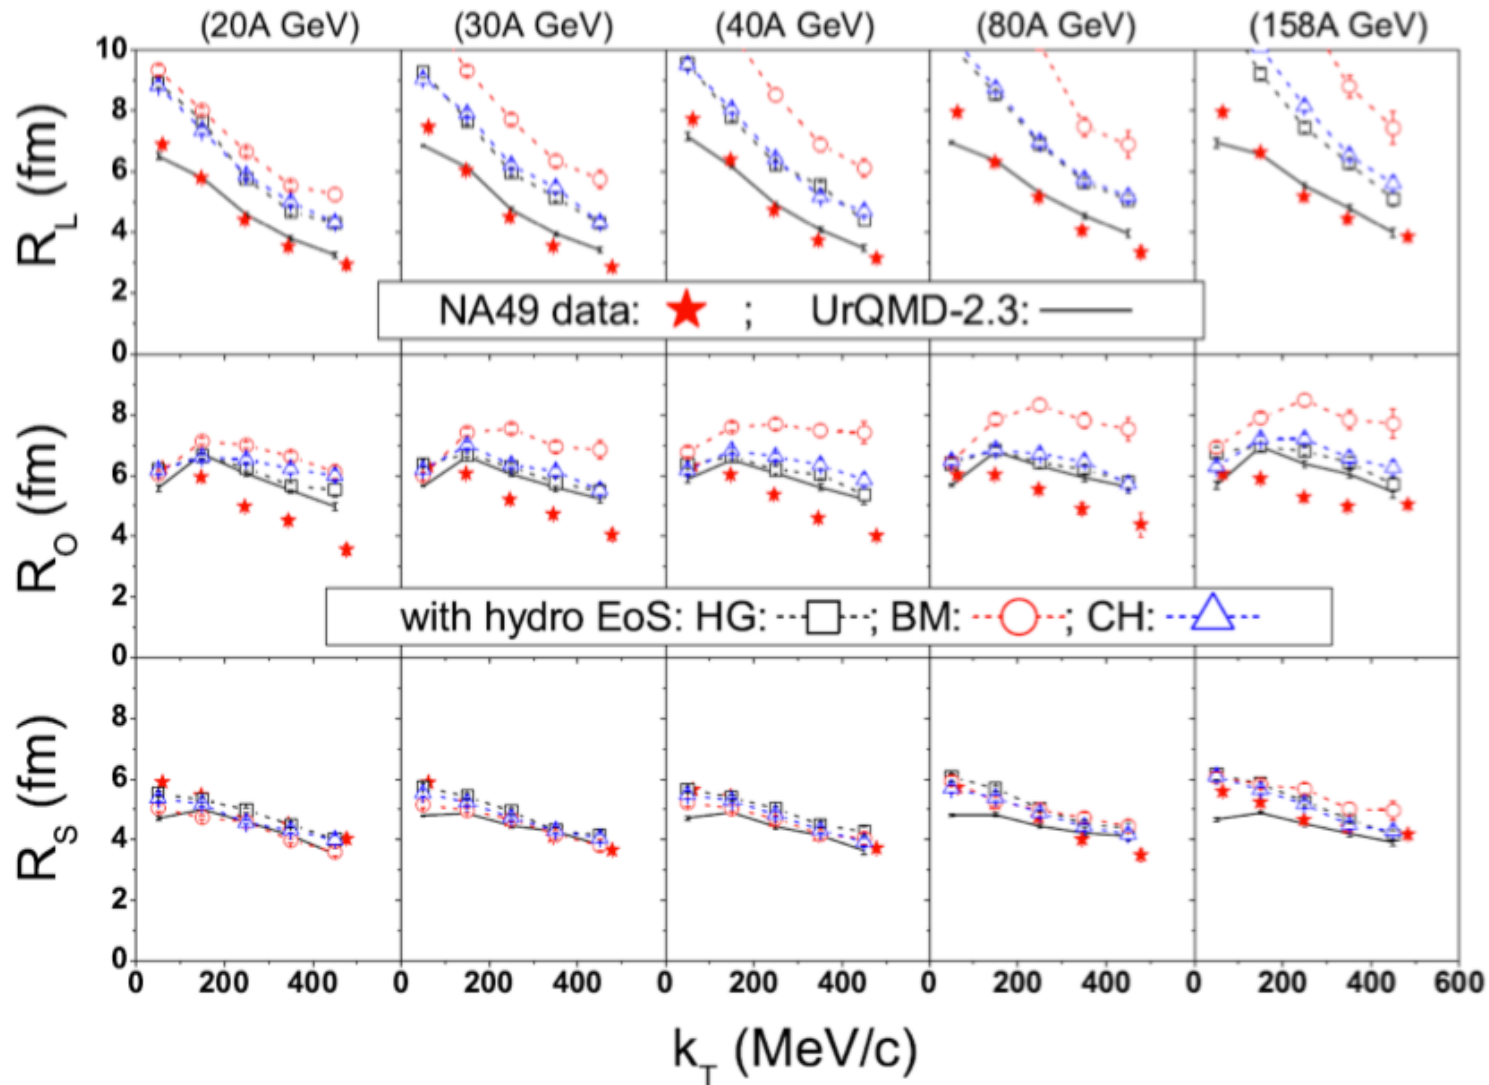 (20A GeV) (30A GeV) (40A GeV) (80A GeV) (158A GeV)
R_L (fm)
10
8
6
4
2
0
NA49 data: ★ ; UrQMD-2.3: —
R_O (fm)
8
6
4
2
0
with hydro EoS: HG: --□--; BM: --○--; CH: --△--
R_S (fm)
8
6
4
2
0
0 200 400 0 200 400 0 200 400 0 200 400 0 200 400 600
k_T (MeV/c)